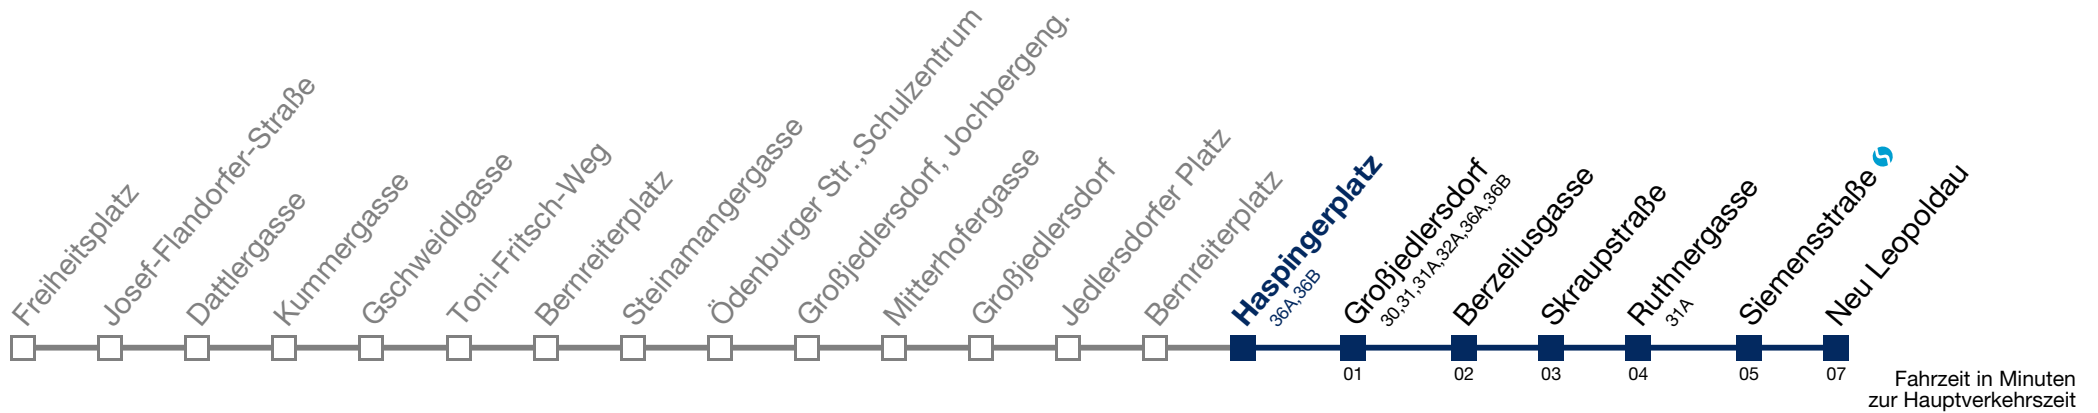 Freiheitsplatz
Josef-Flandorfer-Straße
Dattlergasse
Kummergasse
Gschweidlgasse
Toni-Fritsch-Weg
Bernreiterplatz
Steinamangergasse
Ödenburger Str.,Schulzentrum
Großjedlersdorf, Jochbergeng.
Mitterhofergasse
Großjedlersdorf
Jedlersdorfer Platz
Bernreiterplatz
Haspingerplatz
36A,36B
Großjedlersdorf
30,31,31A,32A,36A,36B
Berzeliusgasse
Skraupstraße
Ruthnergasse
31A
Siemensstraße
Neu Leopoldau
01 02 03 04 05 07
Fahrzeit in Minuten
zur Hauptverkehrszeit